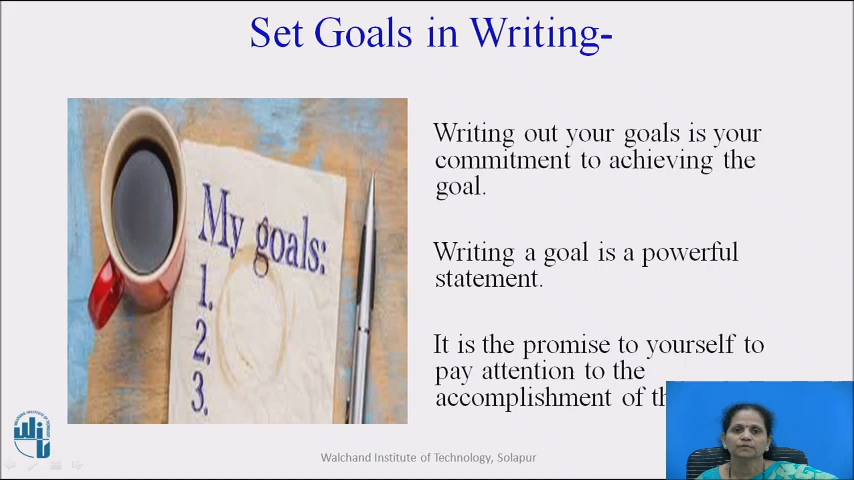 Set Goals in Writing-
My goals:
1.
2.
3.
Writing out your goals is your
commitment to achieving the
goal.
Writing a goal is a powerful
statement.
It is the promise to yourself to
pay attention to the
accomplishment of
Walchand Institute of Technology, Solapur